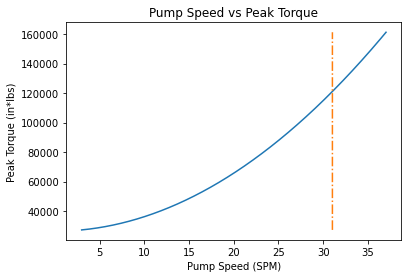 Pump Speed vs Peak Torque
Peak Torque (in*lbs)
160000
140000
120000
100000
80000
60000
40000
5 10 15 20 25 30 35
Pump Speed (SPM)